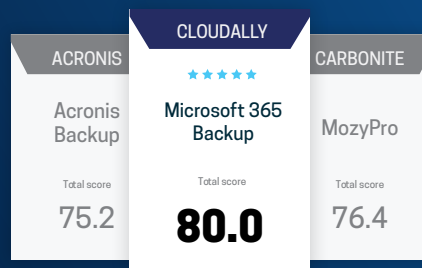 ACRONIS
Acronis
Backup
Total score
75.2
CLOUDALLY
Microsoft 365
Backup
Total score
80.0
CARBONITE
MozyPro
Total score
76.4